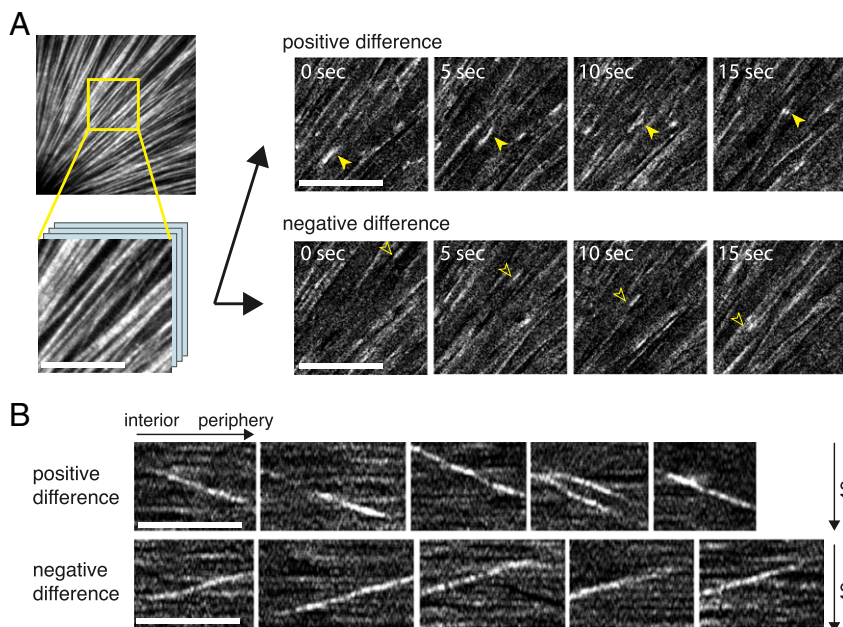 A
positive difference
0 sec
5 sec
10 sec
15 sec
negative difference
0 sec
5 sec
10 sec
15 sec
B
interior
periphery
positive
difference
negative
difference